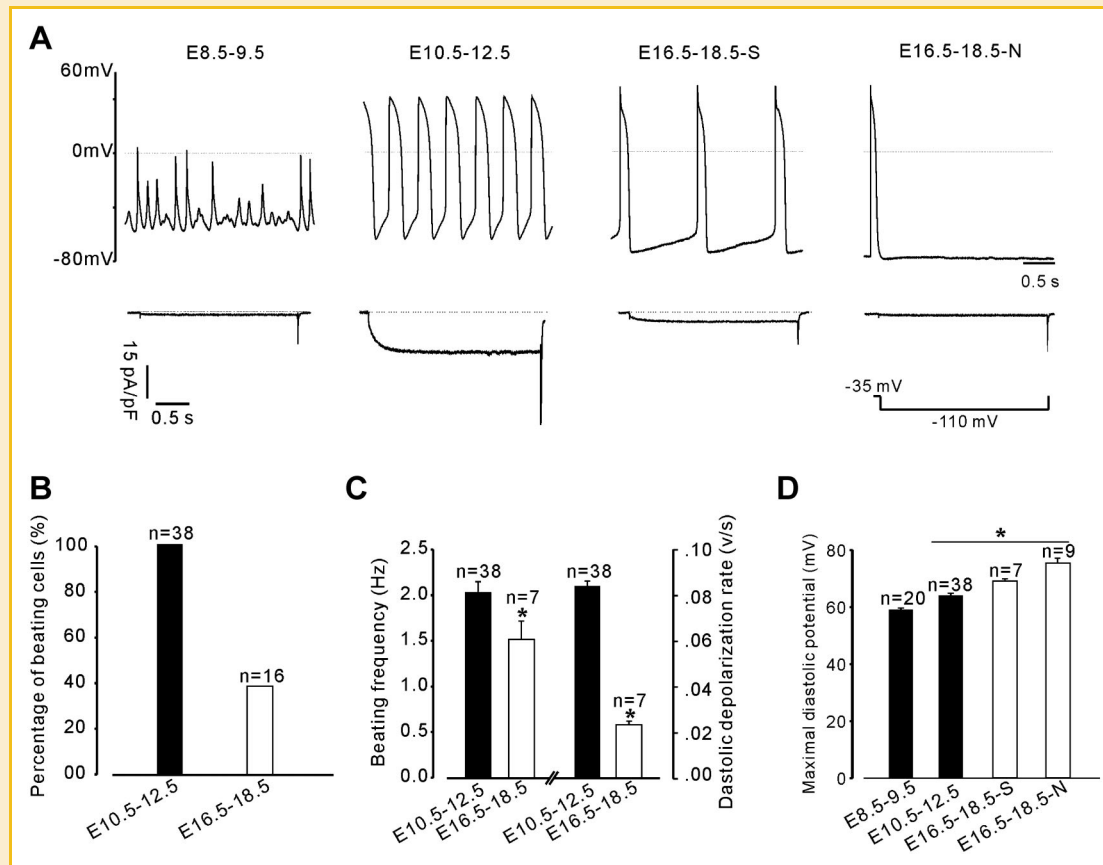 A
E8.5-9.5
E10.5-12.5
E16.5-18.5-S
E16.5-18.5-N
60mV
0mV
-80mV
0.5 s
15 pA/pF
0.5 s
-35 mV
-110 mV
B
Percentage of beating cells (%)
100
80
60
40
20
00
n=38
n=16
E10.5-12.5
E16.5-18.5
C
Beating frequency (Hz)
2.5
2.0
1.5
1.0
0.5
0.0
n=38
n=7
*
n=38
n=7
*
.10
.08
.06
.04
.02
.00
Dastolic depolarization rate (v/s)
E10.5-12.5
E16.5-18.5
E10.5-12.5
E16.5-18.5
D
Maximal diastolic potential (mV)
80
60
40
20
0
*
n=20
n=38
n=7
n=9
E8.5-9.5
E10.5-12.5
E16.5-18.5-S
E16.5-18.5-N